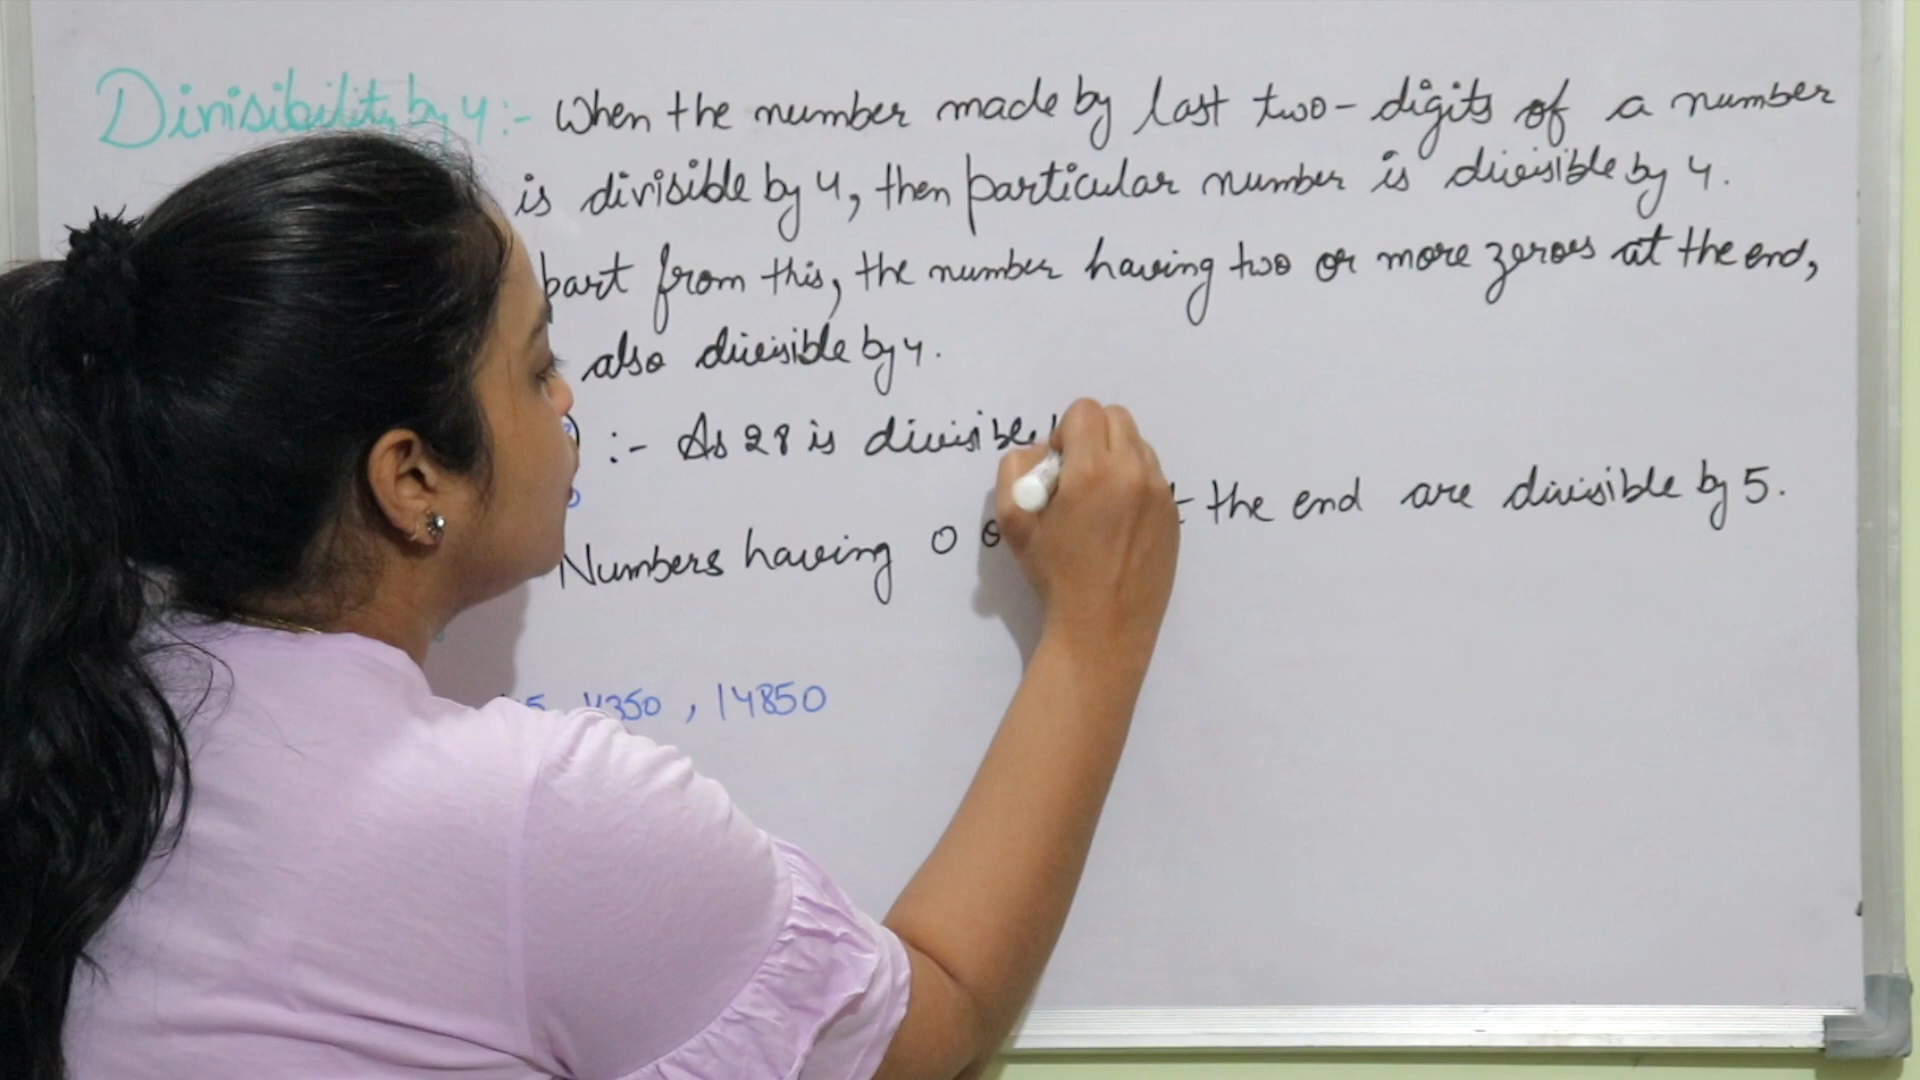 Divisibility by 4:- When the number made by last two-digits of a number
is divisible by 4, then particular number is divisible by 4.
part from this, the number having two or more zeroes at the end,
also divisible by 4.
:- As 28 is divisible
Numbers having 0 the end are divisible by 5.
4350, 14850